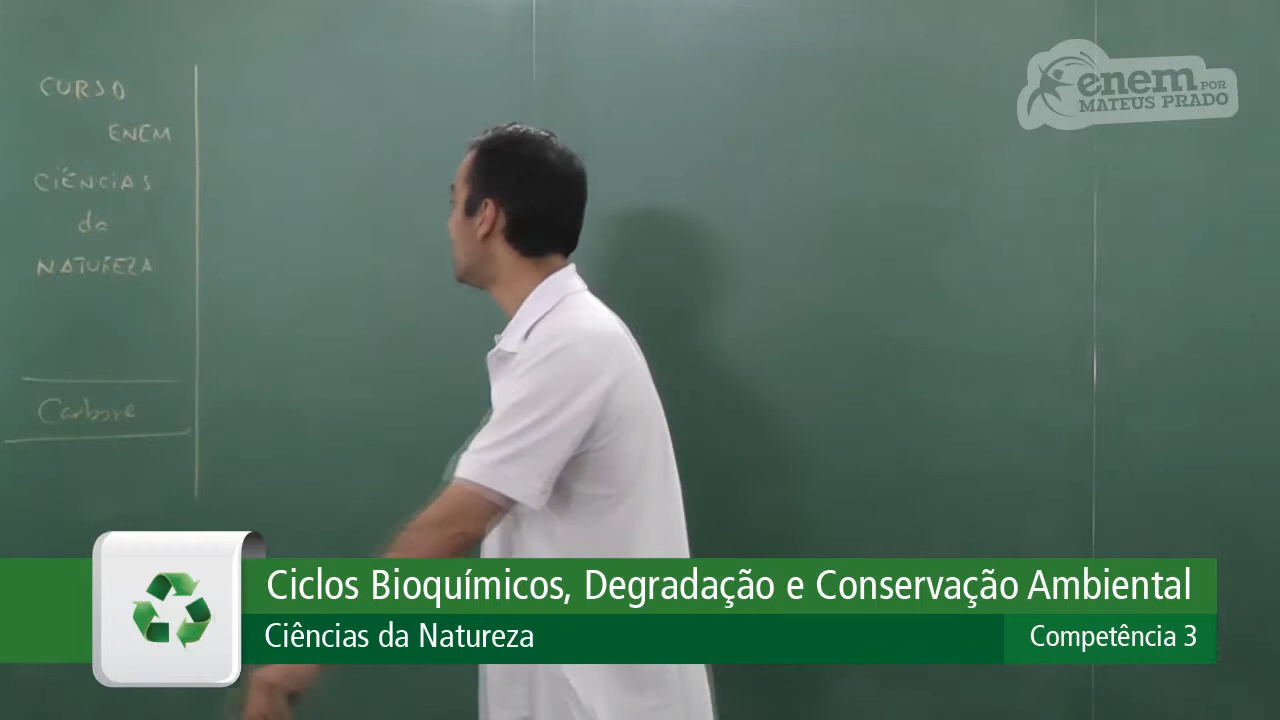 CURSO
ENEM
CIÊNCIAS
da
NATUREZA
Carbono
enem
POR
MATEUS PRADO
Ciclos Bioquímicos, Degradação e Conservação Ambiental
Ciências da Natureza
Competência 3